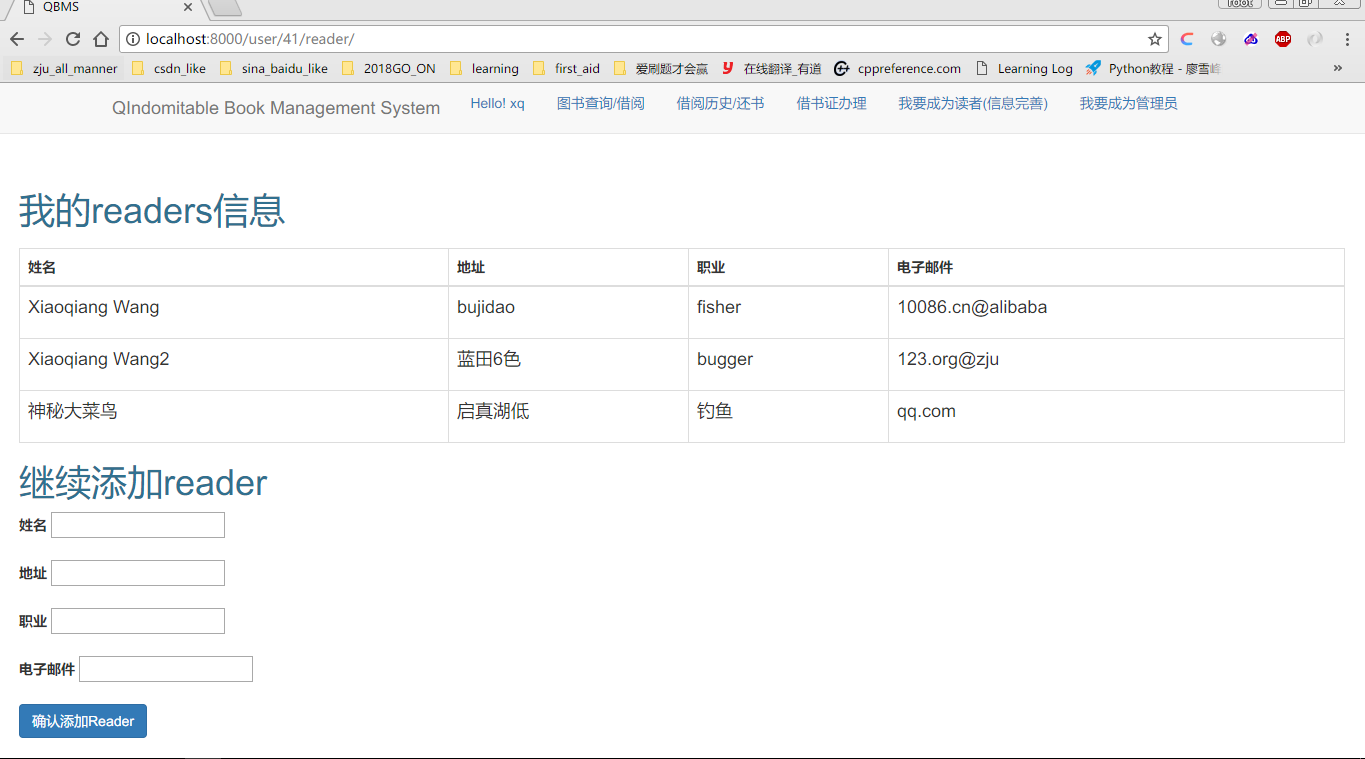 QBMS
root
localhost:8000/user/41/reader/
zju_all_manner csdn_like sina_baidu_like 2018GO_ON learning first_aid 爱刷题才会赢 在线翻译_有道 cppreference.com Learning Log Python教程 - 廖雪峰 »
QIndomitable Book Management System Hello! xq 图书查询/借阅 借阅历史/还书 借书证办理 我要成为读者(信息完善) 我要成为管理员
我的readers信息
姓名 地址 职业 电子邮件
Xiaoqiang Wang bujidao fisher 10086.cn@alibaba
Xiaoqiang Wang2 蓝田6色 bugger 123.org@zju
神秘大菜鸟 启真湖低 钓鱼 qq.com
继续添加reader
姓名
地址
职业
电子邮件
确认添加Reader